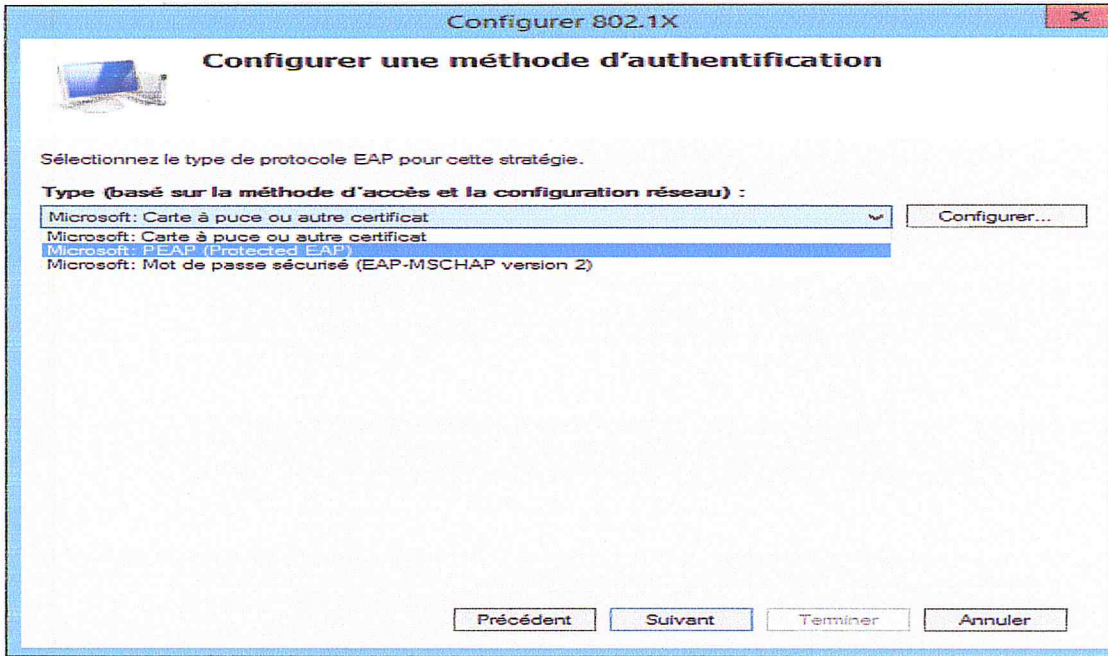 Configurer 802.1X
Configurer une méthode d'authentification
Sélectionnez le type de protocole EAP pour cette stratégie.
Type (basé sur la méthode d'accès et la configuration réseau) :
Microsoft: Carte à puce ou autre certificat
Configurer...
Microsoft: Carte à puce ou autre certificat
Microsoft: PEAP (Protected EAP)
Microsoft: Mot de passe sécurisé (EAP-MSCHAP version 2)
Précédent
Suivant
Terminer
Annuler